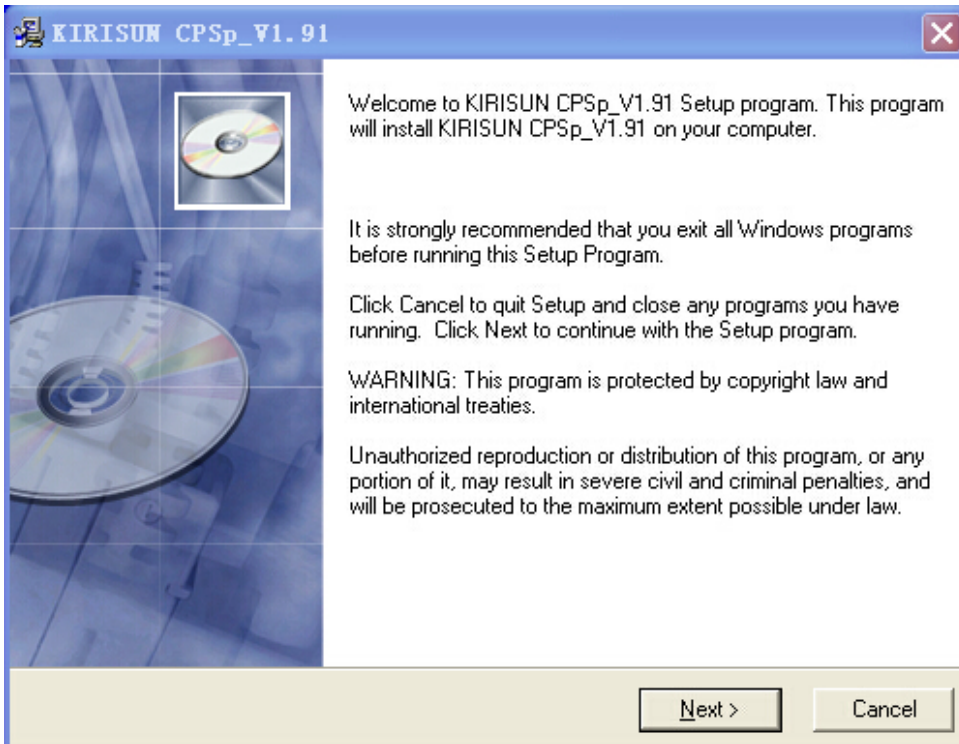 KIRISUN CPSp_V1.91
Welcome to KIRISUN CPSp_V1.91 Setup program. This program
will install KIRISUN CPSp_V1.91 on your computer.
It is strongly recommended that you exit all Windows programs
before running this Setup Program.
Click Cancel to quit Setup and close any programs you have
running.  Click Next to continue with the Setup program.
WARNING: This program is protected by copyright law and
international treaties.
Unauthorized reproduction or distribution of this program, or any
portion of it, may result in severe civil and criminal penalties, and
will be prosecuted to the maximum extent possible under law.
Next >
Cancel